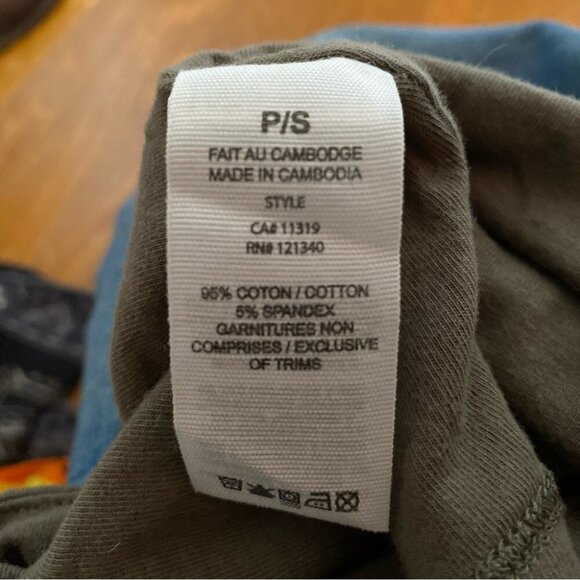 P/S
FAIT AU CAMBODGE
MADE IN CAMBODIA
STYLE
CA# 11319
RN# 121340
95% COTON / COTTON
5% SPANDEX
GARNITURES NON
COMPRISES / EXCLUSIVE
OF TRIMS